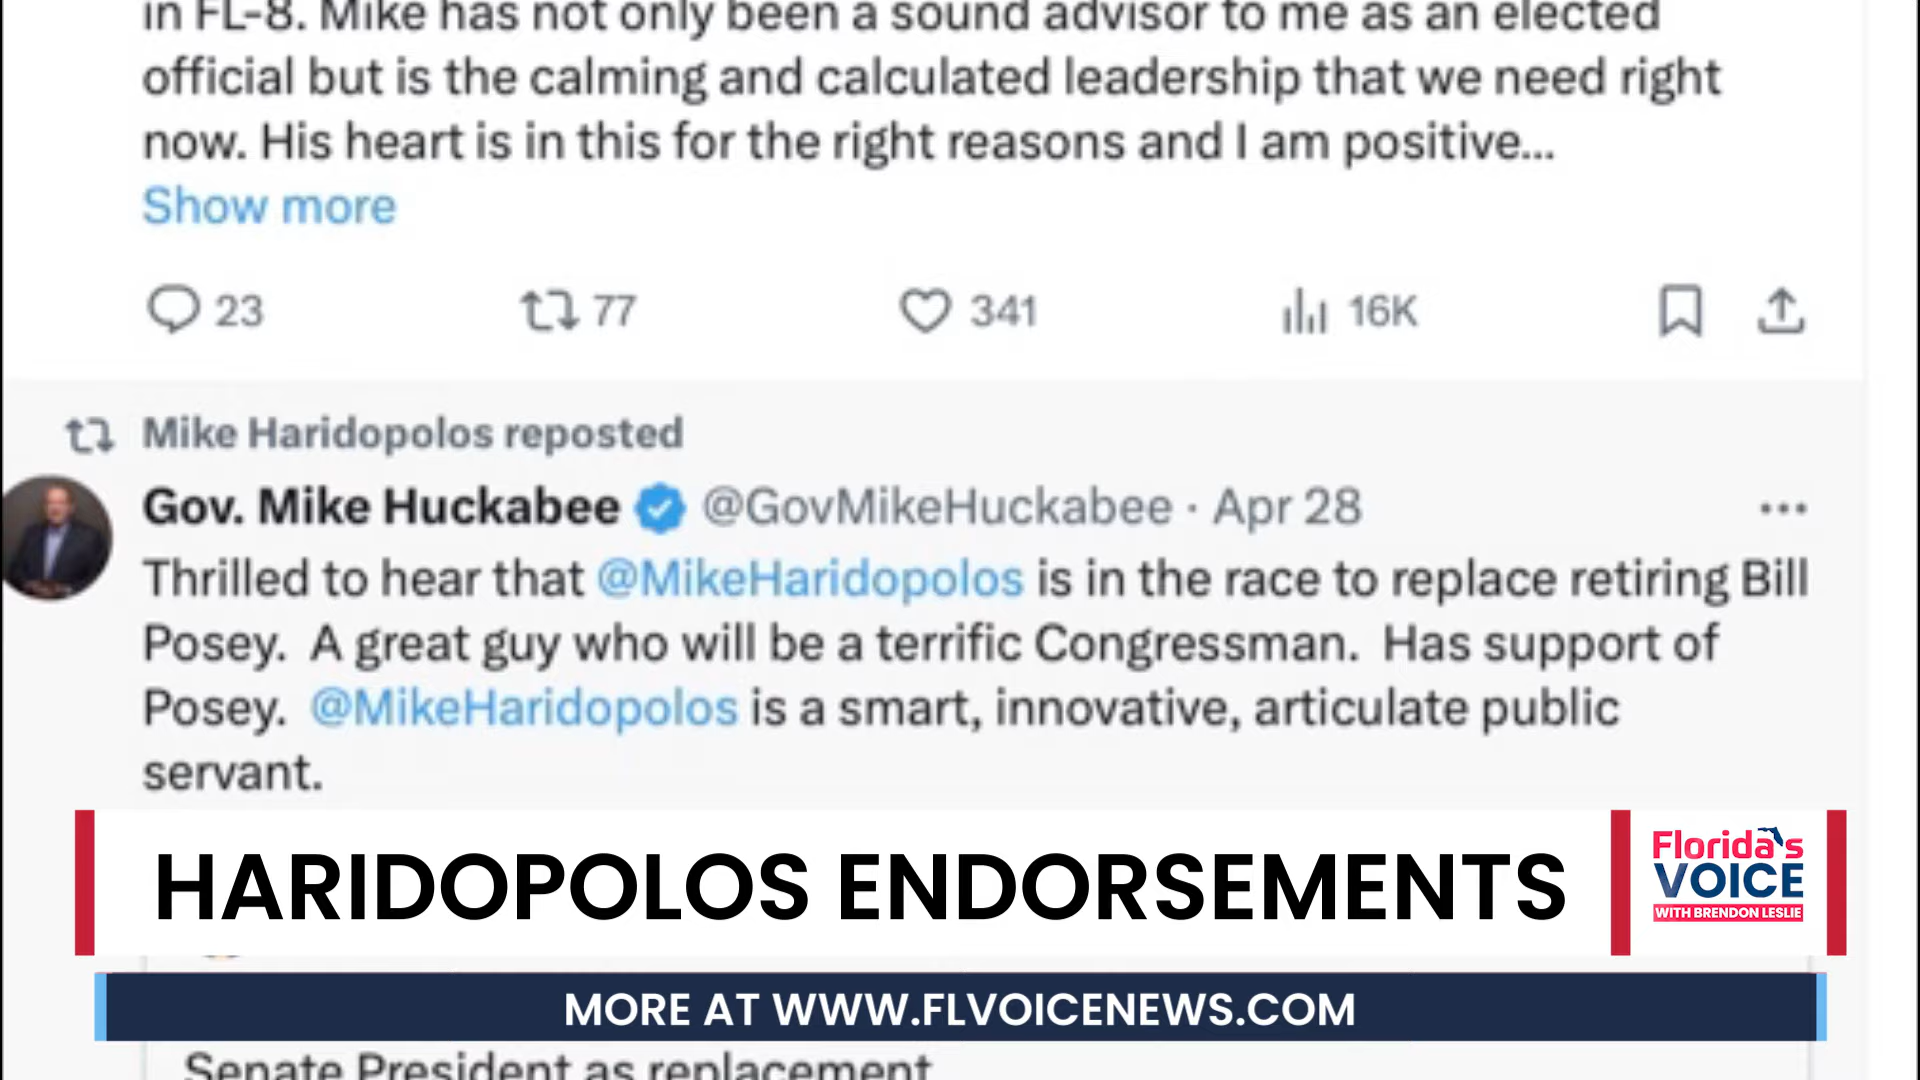 in FL-8. Mike has not only been a sound advisor to me as an elected
official but is the calming and calculated leadership that we need right
now. His heart is in this for the right reasons and I am positive...
Show more
23 77 341 16K
Mike Haridopolos reposted
Gov. Mike Huckabee @GovMikeHuckabee · Apr 28 ...
Thrilled to hear that @MikeHaridopolos is in the race to replace retiring Bill
Posey.  A great guy who will be a terrific Congressman.  Has support of
Posey.  @MikeHaridopolos is a smart, innovative, articulate public
servant.
HARIDOPOLOS ENDORSEMENTS
Florida's
VOICE
WITH BRENDON LESLIE
MORE AT WWW.FLVOICENEWS.COM
Senate President as replacement